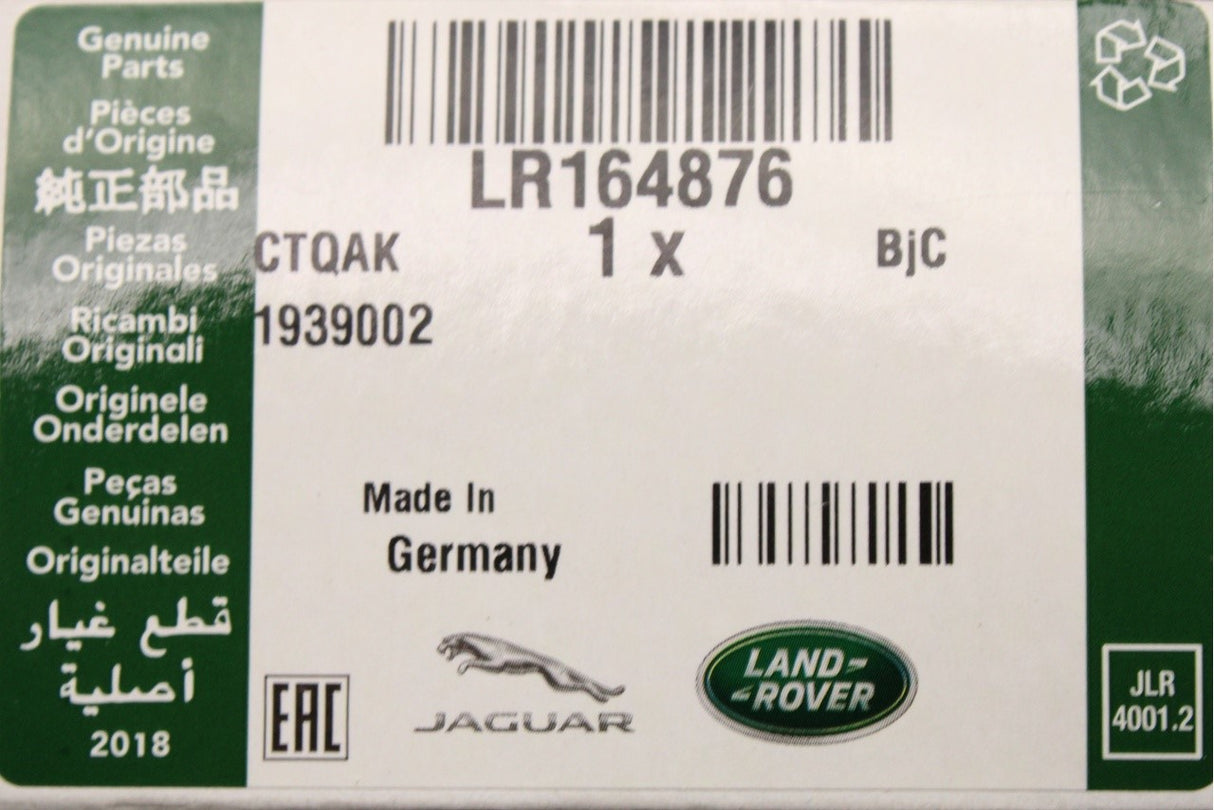 Genuine
Parts
Pièces
d'Origine
純正部品
Piezas
Originales
Ricambi
Originali
Originele
Onderdelen
Peças
Genuinas
Originalteile
قطع غيار
أصلية
2018
LR164876
CTQAK 1 x BjC
1939002
Made In
Germany
EAC
JAGUAR
LAND-
-ROVER
JLR
4001.2